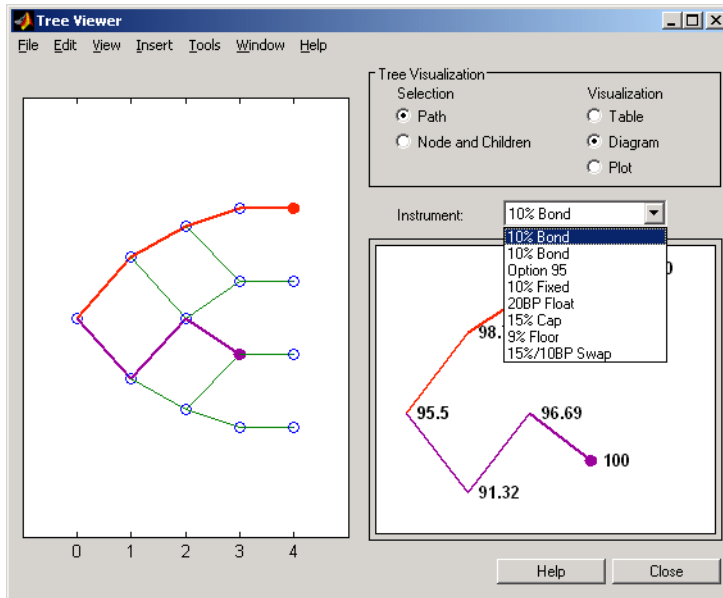 Tree Viewer
File Edit View Insert Tools Window Help
Tree Visualization
Selection
Visualization
Path
Table
Node and Children
Diagram
Plot
Instrument:
10% Bond
10% Bond
10% Bond
Option 95
10% Fixed
20BP Float
15% Cap
9% Floor
15%/10BP Swap
98.
95.5
96.69
100
91.32
0 1 2 3 4
Help
Close